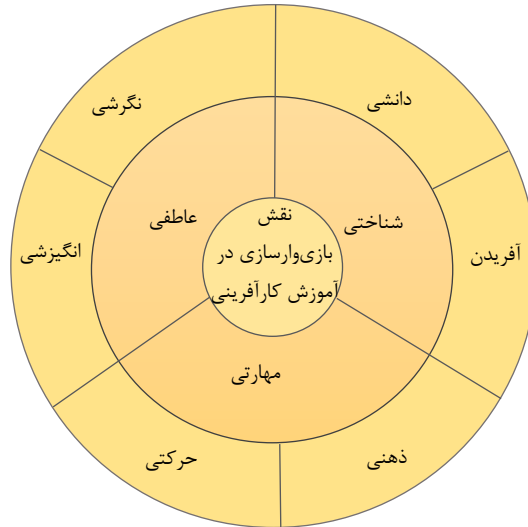 دانشی
نگرشی
شناختی
عاطفی
نقش
بازی‌وارسازی در
آموزش کارآفرینی
آفریدن
انگیزشی
مهارتی
ذهنی
حرکتی